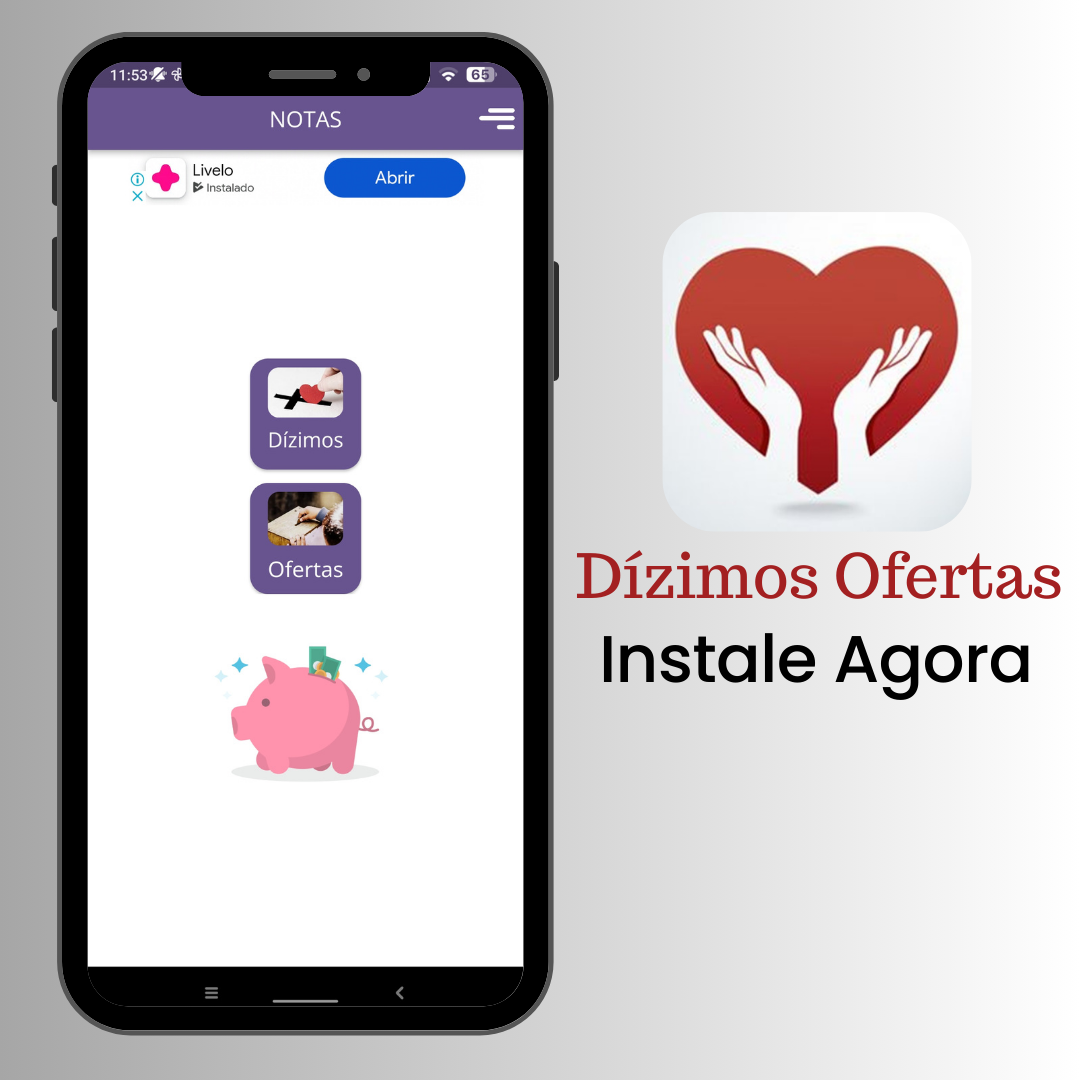 11:53
65
NOTAS
Livelo
Instalado
Abrir
Dízimos
Ofertas
Dízimos Ofertas
Instale Agora